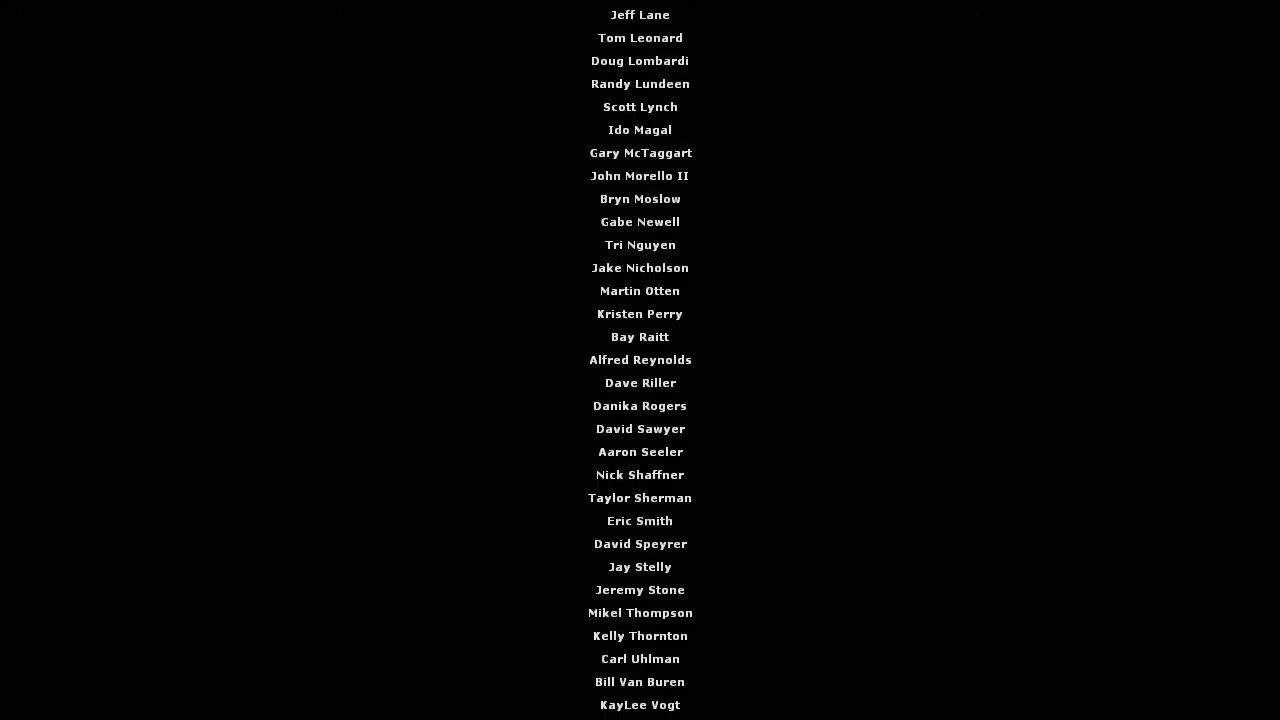 Jeff Lane
Tom Leonard
Doug Lombardi
Randy Lundeen
Scott Lynch
Ido Magal
Gary McTaggart
John Morello II
Bryn Moslow
Gabe Newell
Tri Nguyen
Jake Nicholson
Martin Otten
Kristen Perry
Bay Raitt
Alfred Reynolds
Dave Riller
Danika Rogers
David Sawyer
Aaron Seeler
Nick Shaffner
Taylor Sherman
Eric Smith
David Speyrer
Jay Stelly
Jeremy Stone
Mikel Thompson
Kelly Thornton
Carl Uhlman
Bill Van Buren
KayLee Vogt